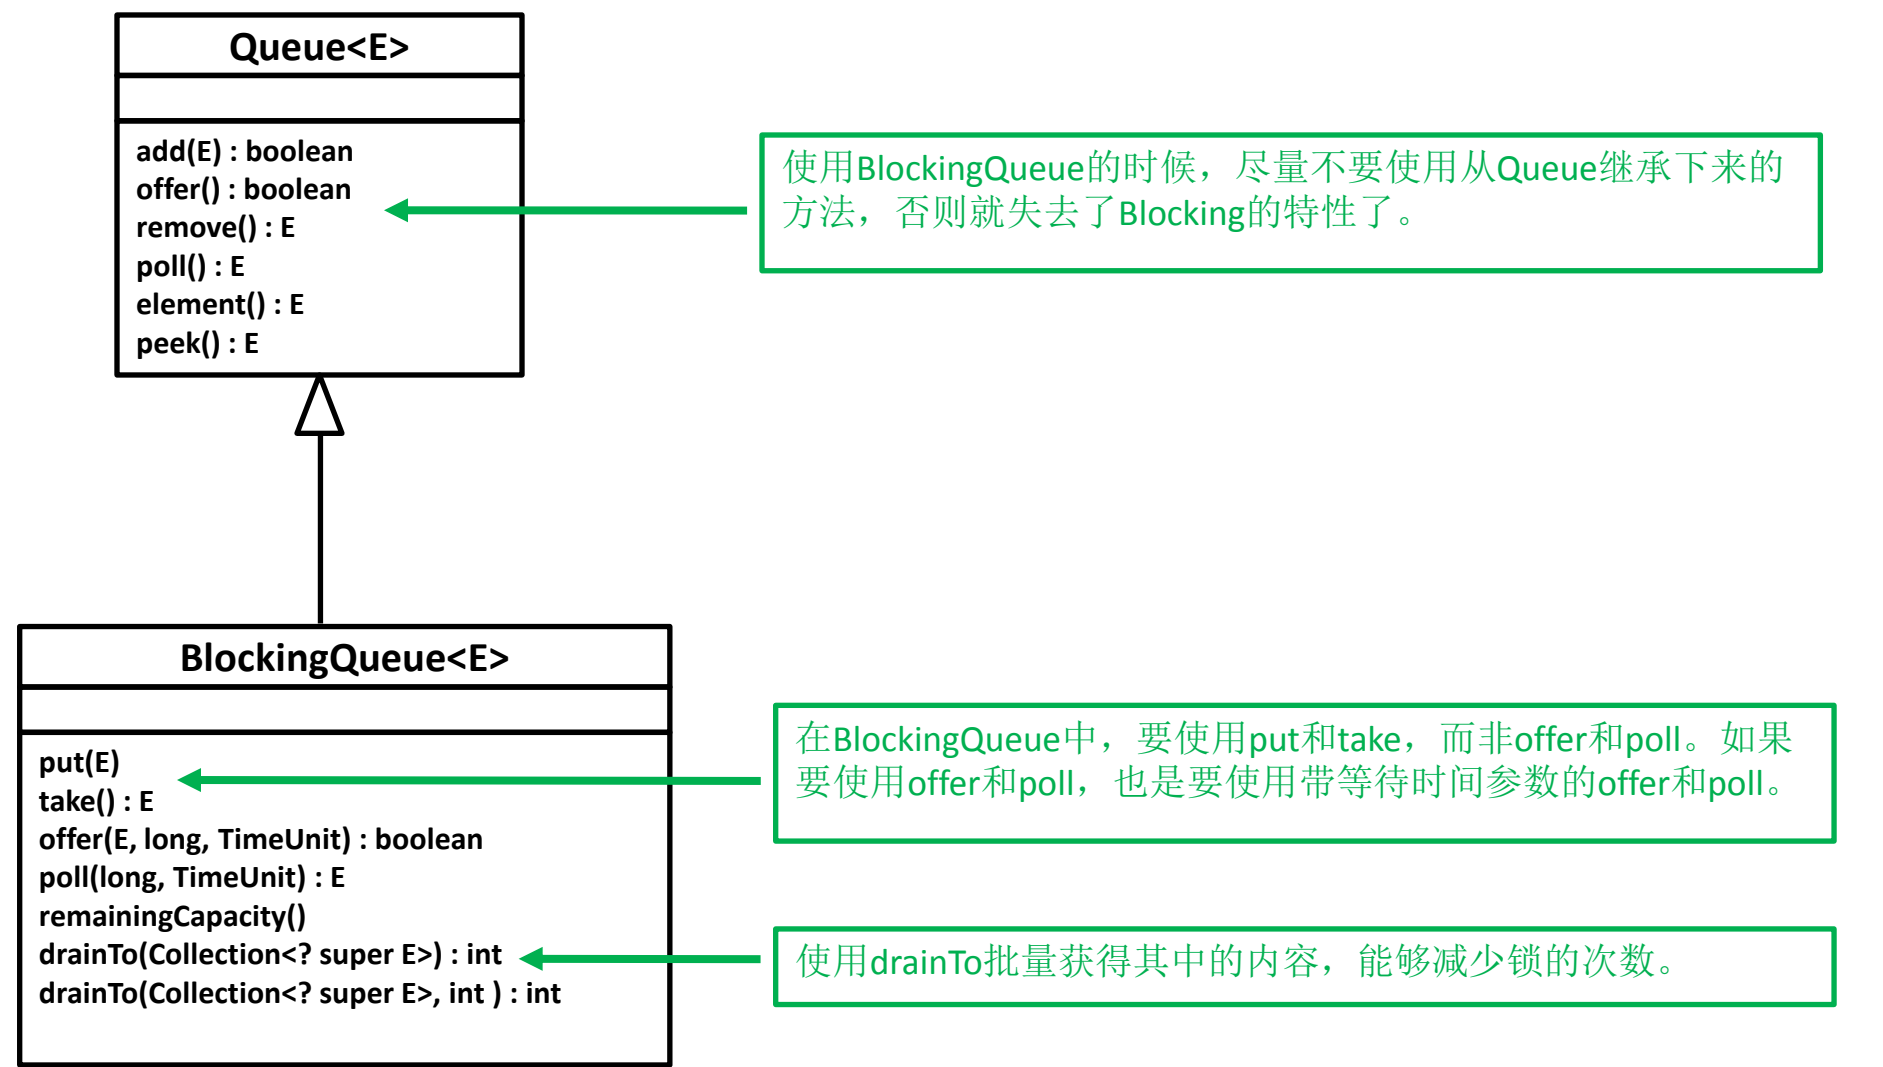 Queue<E>
add(E) : boolean
offer() : boolean
remove() : E
poll() : E
element() : E
peek() : E
使用BlockingQueue的时候，尽量不要使用从Queue继承下来的
方法，否则就失去了Blocking的特性了。
BlockingQueue<E>
put(E)
take() : E
offer(E, long, TimeUnit) : boolean
poll(long, TimeUnit) : E
remainingCapacity()
drainTo(Collection<? super E>) : int
drainTo(Collection<? super E>, int ) : int
在BlockingQueue中，要使用put和take，而非offer和poll。如果
要使用offer和poll，也是要使用带等待时间参数的offer和poll。
使用drainTo批量获得其中的内容，能够减少锁的次数。